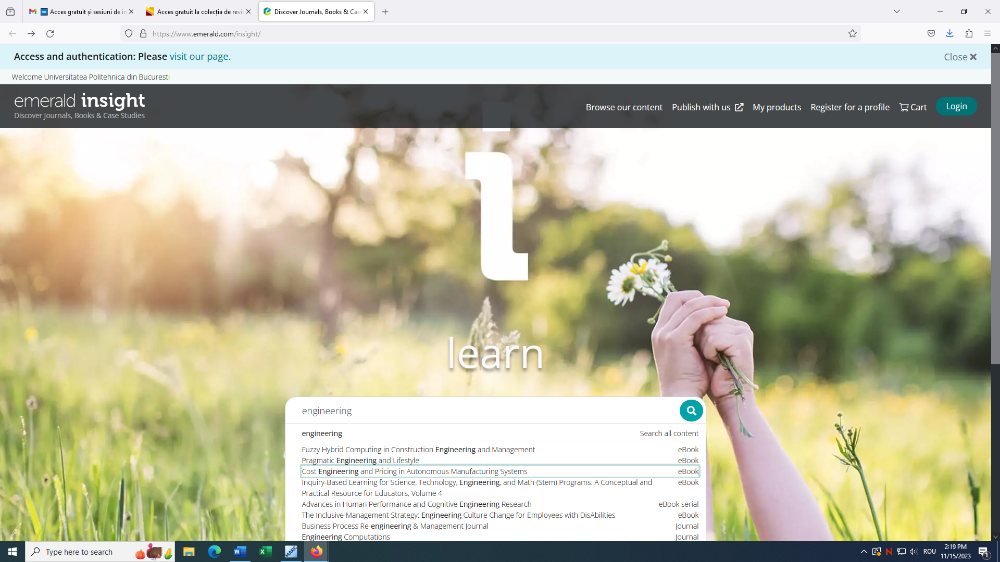 Acces gratuit și sesiuni de in
Acces gratuit la colecția de revis
Discover Journals, Books & Cas
https://www.emerald.com/insight/
Access and authentication: Please visit our page.
Close
Welcome Universitatea Politehnica din Bucuresti
emerald insight
Discover Journals, Books & Case Studies
Browse our content
Publish with us
My products
Register for a profile
Cart
Login
learn
engineering
engineering Search all content
Fuzzy Hybrid Computing in Construction Engineering and Management eBook
Pragmatic Engineering and Lifestyle eBook
Cost Engineering and Pricing in Autonomous Manufacturing Systems eBook
Inquiry-Based Learning for Science, Technology, Engineering, and Math (Stem) Programs: A Conceptual and eBook
Practical Resource for Educators, Volume 4
Advances in Human Performance and Cognitive Engineering Research eBook serial
The Inclusive Management Strategy: Engineering Culture Change for Employees with DisAbilities eBook
Business Process Re-engineering & Management Journal Journal
Engineering Computations Journal
Type here to search
MARC
ROU
2:19 PM
11/15/2023
1